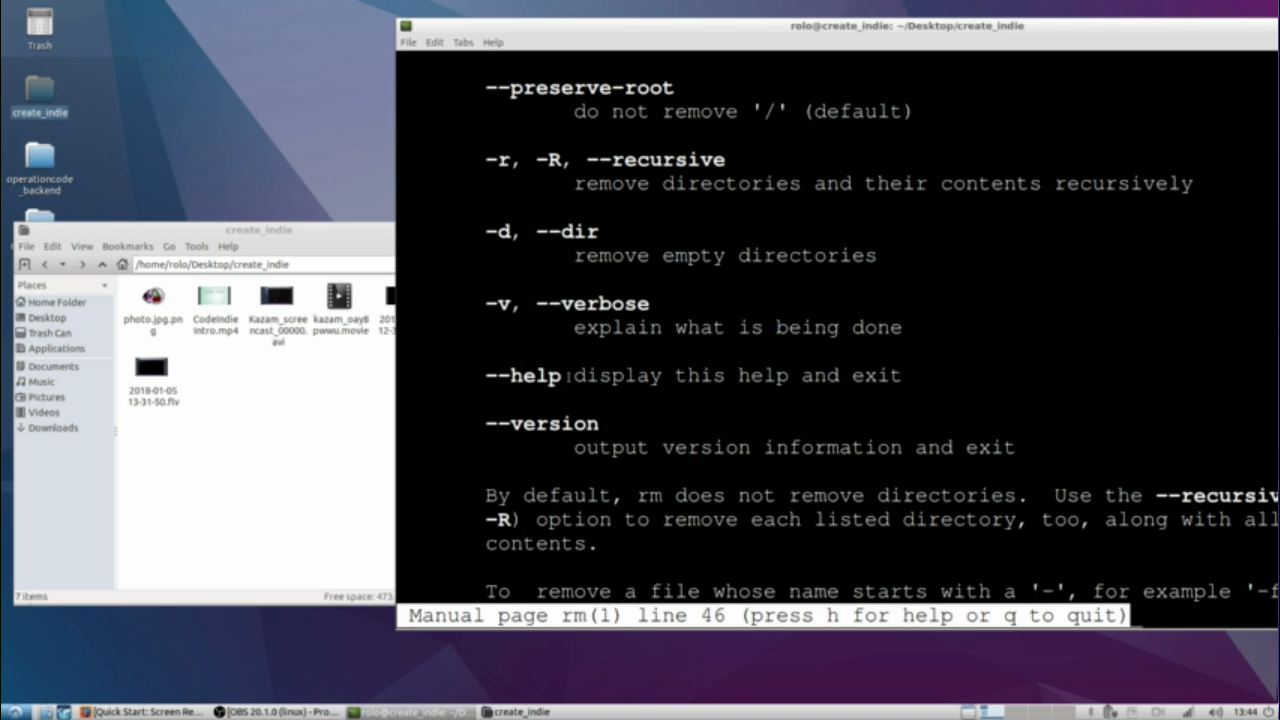 Trash
create_indie
operationcode
_backend
rolo@create_indie: ~/Desktop/create_indie
File Edit Tabs Help
--preserve-root
do not remove '/' (default)
-r, -R, --recursive
remove directories and their contents recursively
-d, --dir
remove empty directories
-v, --verbose
explain what is being done
--help display this help and exit
--version
output version information and exit
By default, rm does not remove directories. Use the --recursiv
-R) option to remove each listed directory, too, along with all
contents.
To remove a file whose name starts with a '-', for example '-f
Manual page rm(1) line 46 (press h for help or q to quit)
create_indie
File Edit View Bookmarks Go Tools Help
/home/rolo/Desktop/create_indie
Places
Home Folder
Desktop
Trash Can
Applications
Documents
Music
Pictures
Videos
Downloads
photo.jpg.pn
g
CodeIndie
Intro.mp4
Kazam_scree
ncast_00000.
avi
kazam_oay8
pwwu.movie
201
12-3
2018-01-05
13-31-50.flv
7 items
Free space: 473.
[Quick Start: Screen Re...
[OBS 20.1.0 (linux) - Pro...
rolo@create_indie: ~/D...
create_indie
13:44